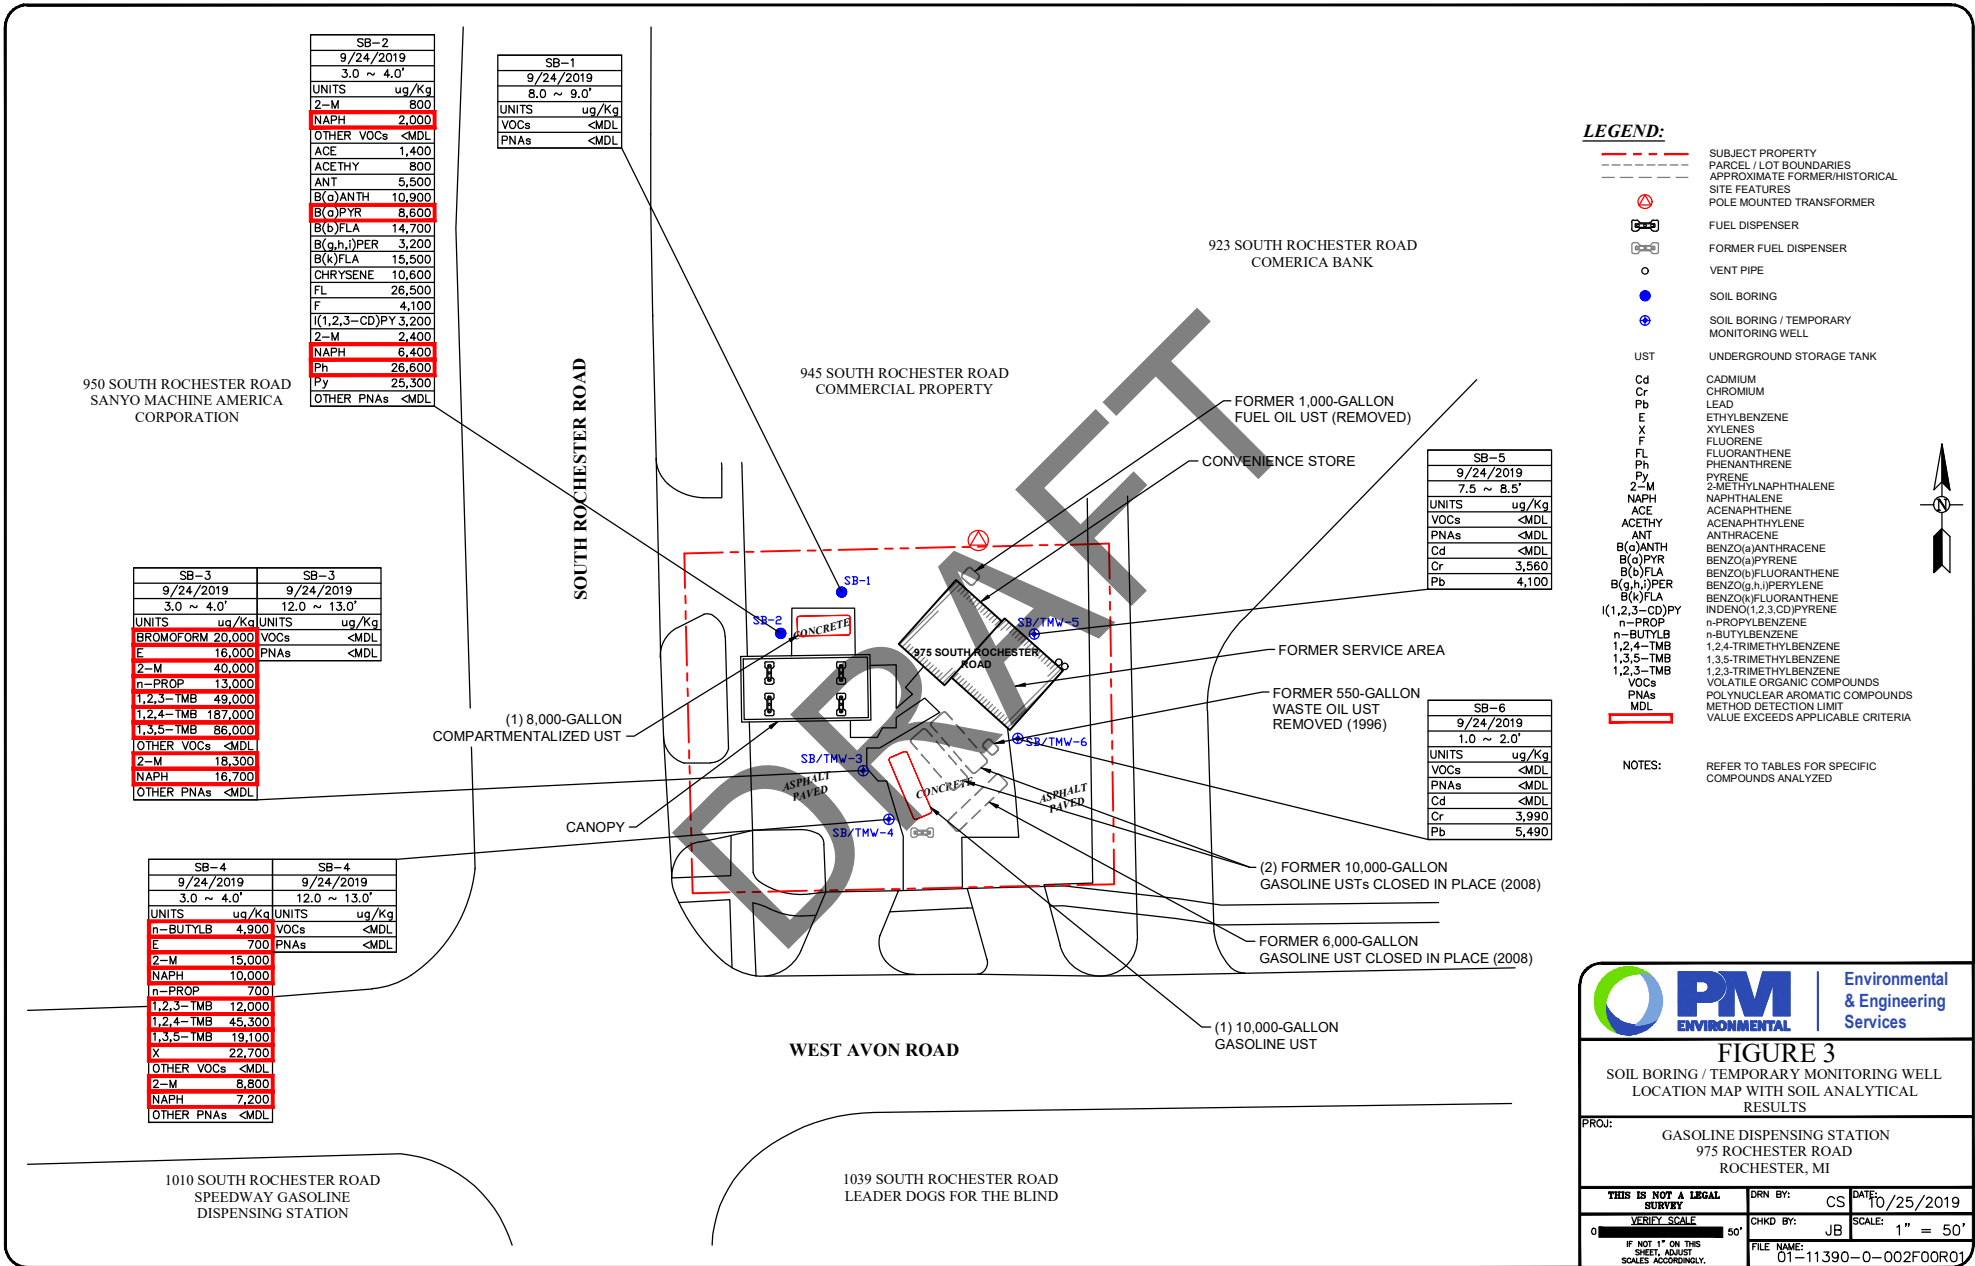 SB-2
9/24/2019
3.0 ~ 4.0'
UNITS ug/Kg
2-M 800
NAPH 2,000
OTHER VOCs <MDL
ACE 1,400
ACETHY 800
ANT 5,500
B(a)ANTH 10,900
B(a)PYR 8,600
B(b)FLA 14,700
B(g,h,i)PER 3,200
B(k)FLA 15,500
CHRYSENE 10,600
FL 26,500
F 4,100
I(1,2,3-CD)PY 3,200
2-M 2,400
NAPH 6,400
Ph 26,600
Py 25,300
OTHER PNAs <MDL
SB-1
9/24/2019
8.0 ~ 9.0'
UNITS ug/Kg
VOCs <MDL
PNAs <MDL
950 SOUTH ROCHESTER ROAD
SANYO MACHINE AMERICA
CORPORATION
SOUTH ROCHESTER ROAD
945 SOUTH ROCHESTER ROAD
COMMERCIAL PROPERTY
923 SOUTH ROCHESTER ROAD
COMERICA BANK
FORMER 1,000-GALLON
FUEL OIL UST (REMOVED)
CONVENIENCE STORE
SB-5
9/24/2019
7.5 ~ 8.5'
UNITS ug/Kg
VOCs <MDL
PNAs <MDL
Cd <MDL
Cr 3,560
Pb 4,100
SB-3 SB-3
9/24/2019 9/24/2019
3.0 ~ 4.0' 12.0 ~ 13.0'
UNITS ug/Kg UNITS ug/Kg
BROMOFORM 20,000 VOCs <MDL
E 16,000 PNAs <MDL
2-M 40,000
n-PROP 13,000
1,2,3-TMB 49,000
1,2,4-TMB 187,000
1,3,5-TMB 86,000
OTHER VOCs <MDL
2-M 18,300
NAPH 16,700
OTHER PNAs <MDL
SB-1
SB-2
CONCRETE
SB/TMW-5
975 SOUTH ROCHESTER
ROAD
FORMER SERVICE AREA
FORMER 550-GALLON
WASTE OIL UST
REMOVED (1996)
(1) 8,000-GALLON
COMPARTMENTALIZED UST
SB/TMW-6
SB/TMW-3
ASPHALT
PAVED
CONCRETE
ASPHALT
PAVED
CANOPY
SB/TMW-4
DRAFT
SB-6
9/24/2019
1.0 ~ 2.0'
UNITS ug/Kg
VOCs <MDL
PNAs <MDL
Cd <MDL
Cr 3,990
Pb 5,490
SB-4 SB-4
9/24/2019 9/24/2019
3.0 ~ 4.0' 12.0 ~ 13.0'
UNITS ug/Kg UNITS ug/Kg
n-BUTYLB 4,900 VOCs <MDL
E 700 PNAs <MDL
2-M 15,000
NAPH 10,000
n-PROP 700
1,2,3-TMB 12,000
1,2,4-TMB 45,300
1,3,5-TMB 19,100
X 22,700
OTHER VOCs <MDL
2-M 8,800
NAPH 7,200
OTHER PNAs <MDL
(2) FORMER 10,000-GALLON
GASOLINE USTs CLOSED IN PLACE (2008)
FORMER 6,000-GALLON
GASOLINE UST CLOSED IN PLACE (2008)
(1) 10,000-GALLON
GASOLINE UST
WEST AVON ROAD
1010 SOUTH ROCHESTER ROAD
SPEEDWAY GASOLINE
DISPENSING STATION
1039 SOUTH ROCHESTER ROAD
LEADER DOGS FOR THE BLIND
LEGEND:
SUBJECT PROPERTY
PARCEL / LOT BOUNDARIES
APPROXIMATE FORMER/HISTORICAL
SITE FEATURES
POLE MOUNTED TRANSFORMER
FUEL DISPENSER
FORMER FUEL DISPENSER
VENT PIPE
SOIL BORING
SOIL BORING / TEMPORARY
MONITORING WELL
UST UNDERGROUND STORAGE TANK
Cd CADMIUM
Cr CHROMIUM
Pb LEAD
E ETHYLBENZENE
X XYLENES
F FLUORENE
FL FLUORANTHENE
Ph PHENANTHRENE
Py PYRENE
2-M 2-METHYLNAPHTHALENE
NAPH NAPHTHALENE
ACE ACENAPHTHENE
ACETHY ACENAPHTHYLENE
ANT ANTHRACENE
B(a)ANTH BENZO(a)ANTHRACENE
B(a)PYR BENZO(a)PYRENE
B(b)FLA BENZO(b)FLUORANTHENE
B(g,h,i)PER BENZO(g,h,i)PERYLENE
B(k)FLA BENZO(k)FLUORANTHENE
I(1,2,3-CD)PY INDENO(1,2,3,CD)PYRENE
n-PROP n-PROPYLBENZENE
n-BUTYLB n-BUTYLBENZENE
1,2,4-TMB 1,2,4-TRIMETHYLBENZENE
1,3,5-TMB 1,3,5-TRIMETHYLBENZENE
1,2,3-TMB 1,2,3-TRIMETHYLBENZENE
VOCs VOLATILE ORGANIC COMPOUNDS
PNAs POLYNUCLEAR AROMATIC COMPOUNDS
MDL METHOD DETECTION LIMIT
VALUE EXCEEDS APPLICABLE CRITERIA
NOTES: REFER TO TABLES FOR SPECIFIC
COMPOUNDS ANALYZED
N
PM
ENVIRONMENTAL
Environmental
& Engineering
Services
FIGURE 3
SOIL BORING / TEMPORARY MONITORING WELL
LOCATION MAP WITH SOIL ANALYTICAL
RESULTS
PROJ:
GASOLINE DISPENSING STATION
975 ROCHESTER ROAD
ROCHESTER, MI
THIS IS NOT A LEGAL
SURVEY
DRN BY: CS
DATE: 10/25/2019
VERIFY SCALE
0 50'
IF NOT 1" ON THIS
SHEET, ADJUST
SCALES ACCORDINGLY.
CHKD BY: JB
SCALE: 1" = 50'
FILE NAME:
01-11390-0-002F00R01